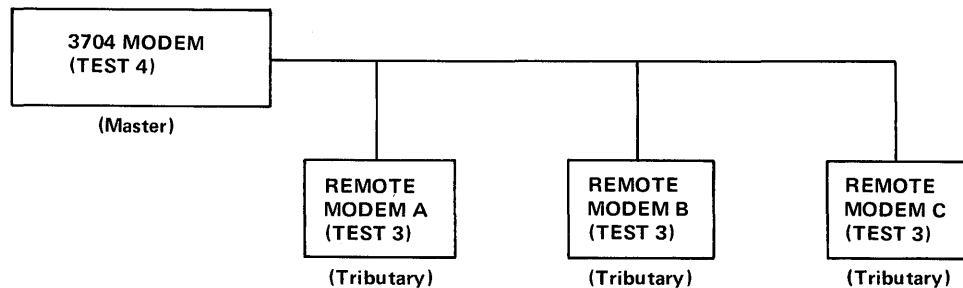 3704 MODEM
(TEST 4)
(Master)
REMOTE
MODEM A
(TEST 3)
(Tributary)
REMOTE
MODEM B
(TEST 3)
(Tributary)
REMOTE
MODEM C
(TEST 3)
(Tributary)